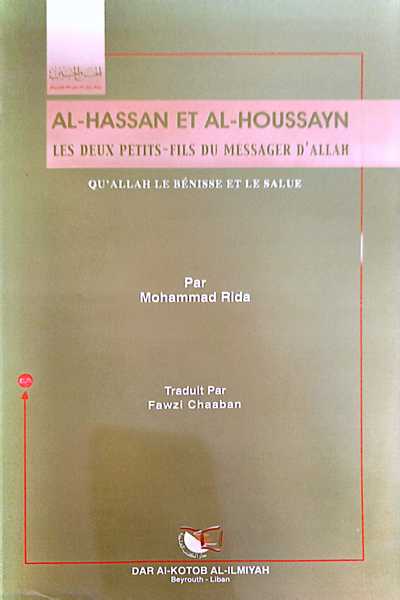 AL-HASSAN ET AL-HOUSSAYN
LES DEUX PETITS-FILS DU MESSAGER D'ALLAH
QU'ALLAH LE BÉNISSE ET LE SALUE
Par
Mohammad Rida
Traduit Par
Fawzi Chaaban
DAR Al-KOTOB AL-ILMIYAH
Beyrouth - Liban